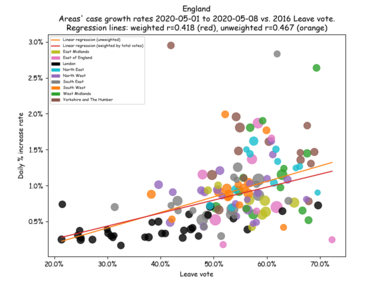 England
Areas' case growth rates 2020-05-01 to 2020-05-08 vs. 2016 Leave vote.
Regression lines: weighted r=0.418 (red), unweighted r=0.467 (orange)
Linear regression (unweighted)
Linear regression (weighted by total votes)
East Midlands
East of England
London
North East
North West
South East
South West
West Midlands
Yorkshire and The Humber
Daily % increase rate
3.0%
2.5%
2.0%
1.5%
1.0%
0.5%
20.0%
30.0%
40.0%
50.0%
60.0%
70.0%
Leave vote